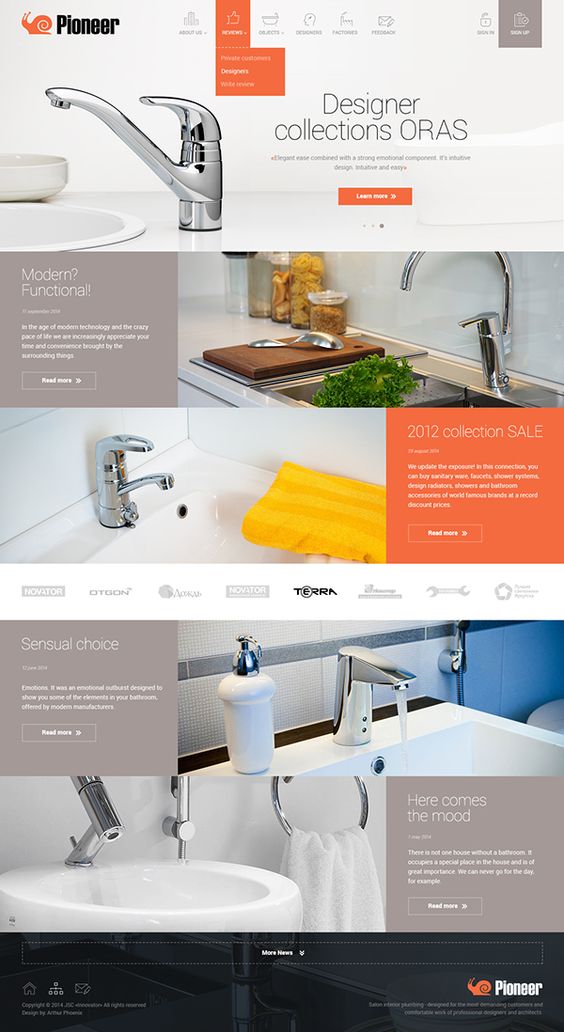 Pioneer
ABOUT US
REVIEWS
OBJECTS
DESIGNERS
FACTORIES
FEEDBACK
SIGN IN
SIGN UP
Private customers
Designers
Write review
Designer
collections ORAS
«Elegant ease combined with a strong emotional component. It's intuitive
design. Intuitive and easy»
Learn more
Modern?
Functional!
11 september 2014
In the age of modern technology and the crazy
pace of life we are increasingly appreciate your
time and convenience brought by the
surrounding things.
Read more
2012 collection SALE
20 august 2014
We update the exposure! In this connection, you
can buy sanitary ware, faucets, shower systems,
design radiators, showers and bathroom
accessories of world famous brands at a record
discount prices.
Read more
NOVATOR
OTGON
Дождь
NOVATOR
TERRA
Sensual choice
12 june 2014
Emotions. It was an emotional outburst designed to
show you some of the elements in your bathroom,
offered by modern manufacturers.
Read more
Here comes
the mood
1 may 2014
There is not one house without a bathroom. It
occupies a special place in the house and is of
great importance. We can never go for the day,
for example.
Read more
More News
Copyright © 2014 JSC «Innovator» All rights reserved
Design by: Arthur Phoenix
Pioneer
Salon interior plumbing - designed for the most demanding customers and
comfortable work of professional designers and architects.